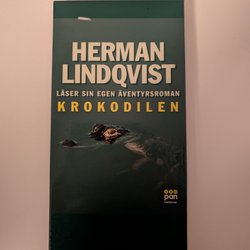 HERMAN
LINDQVIST
LÄSER SIN EGEN ÄVENTYRSROMAN
KROKODILEN
pan